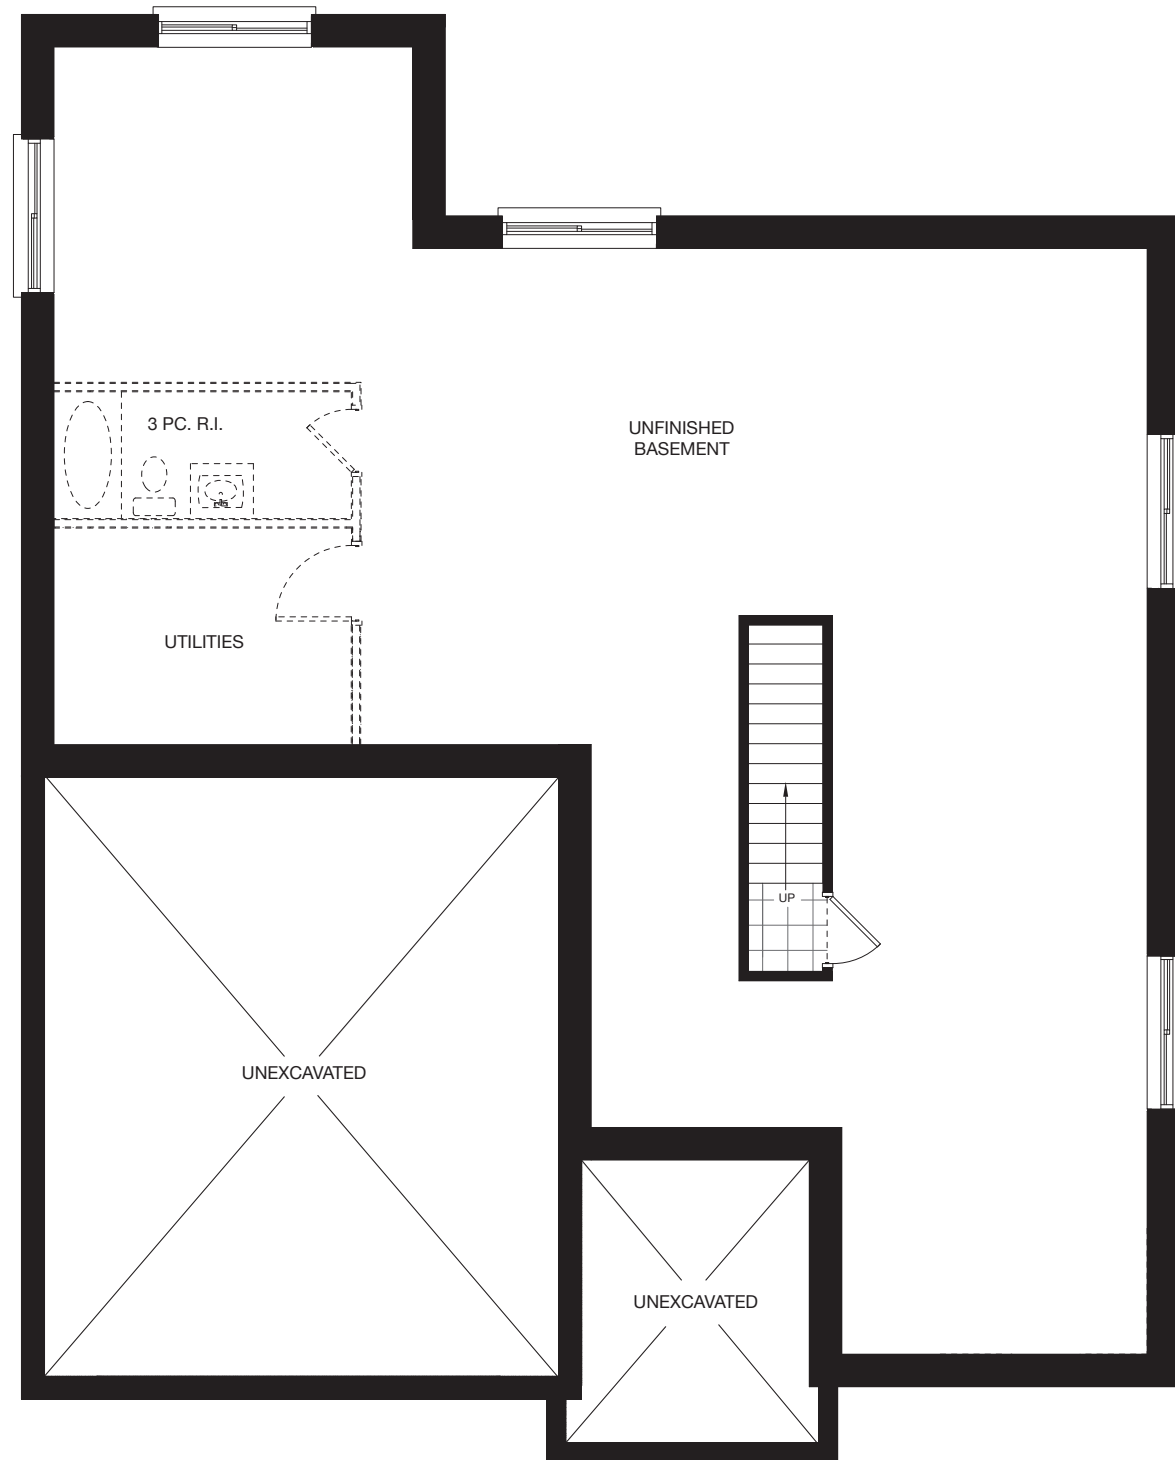 3 PC. R.I.
UNFINISHED
BASEMENT
UTILITIES
UP
UNEXCAVATED
UNEXCAVATED